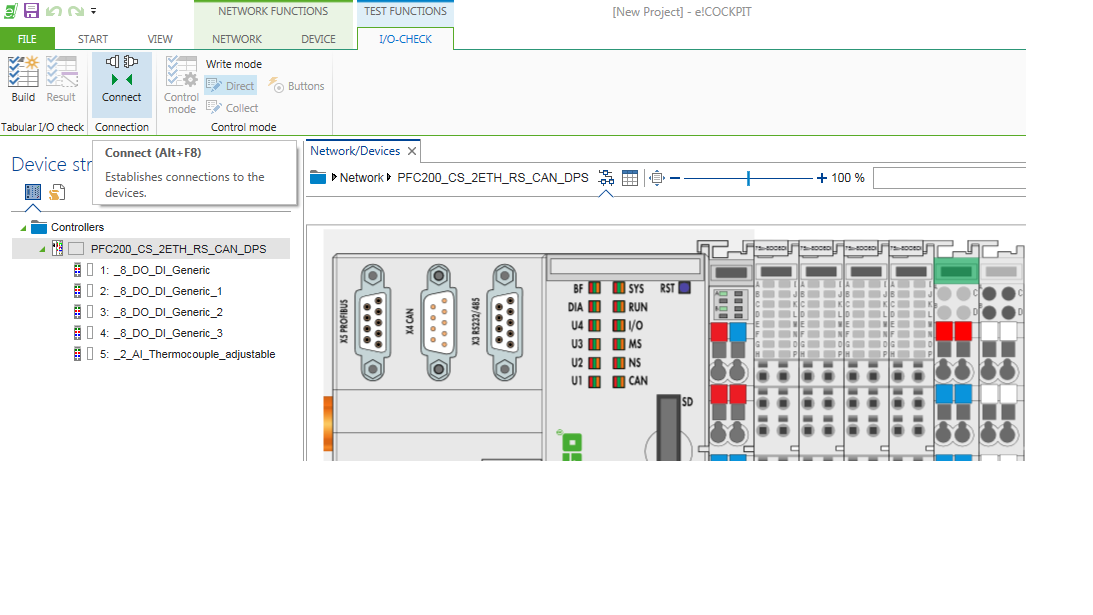 NETWORK FUNCTIONS
TEST FUNCTIONS
[New Project] - e!COCKPIT
FILE
START
VIEW
NETWORK
DEVICE
I/O-CHECK
Write mode
Direct
Buttons
Build
Result
Connect
Control
mode
Collect
Tabular I/O check
Connection
Control mode
Connect (Alt+F8)
Establishes connections to the
devices.
Device str
Network/Devices
Network
PFC200_CS_2ETH_RS_CAN_DPS
100 %
Controllers
PFC200_CS_2ETH_RS_CAN_DPS
1: _8_DO_DI_Generic
2: _8_DO_DI_Generic_1
3: _8_DO_DI_Generic_2
4: _8_DO_DI_Generic_3
5: _2_AI_Thermocouple_adjustable
X5 PROFIBUS
X4 CAN
X3 RS232/485
BF SYS RST
DIA RUN
U4 I/O
U3 MS
U2 NS
U1 CAN
SD